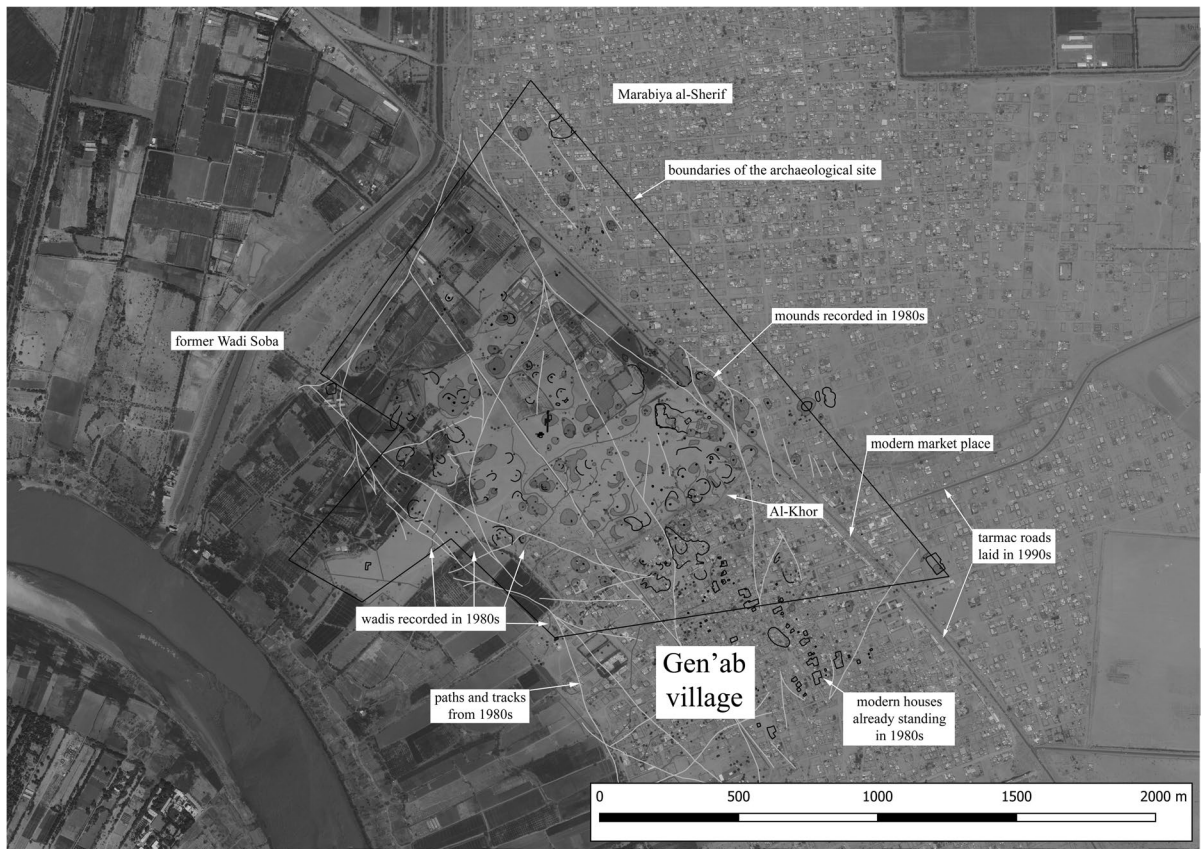 Marabiya al-Sherif
boundaries of the archaeological site
mounds recorded in 1980s
former Wadi Soba
modern market place
Al-Khor
tarmac roads
laid in 1990s
wadis recorded in 1980s
Gen’ab
village
paths and tracks
from 1980s
modern houses
already standing
in 1980s
0 500 1000 1500 2000 m